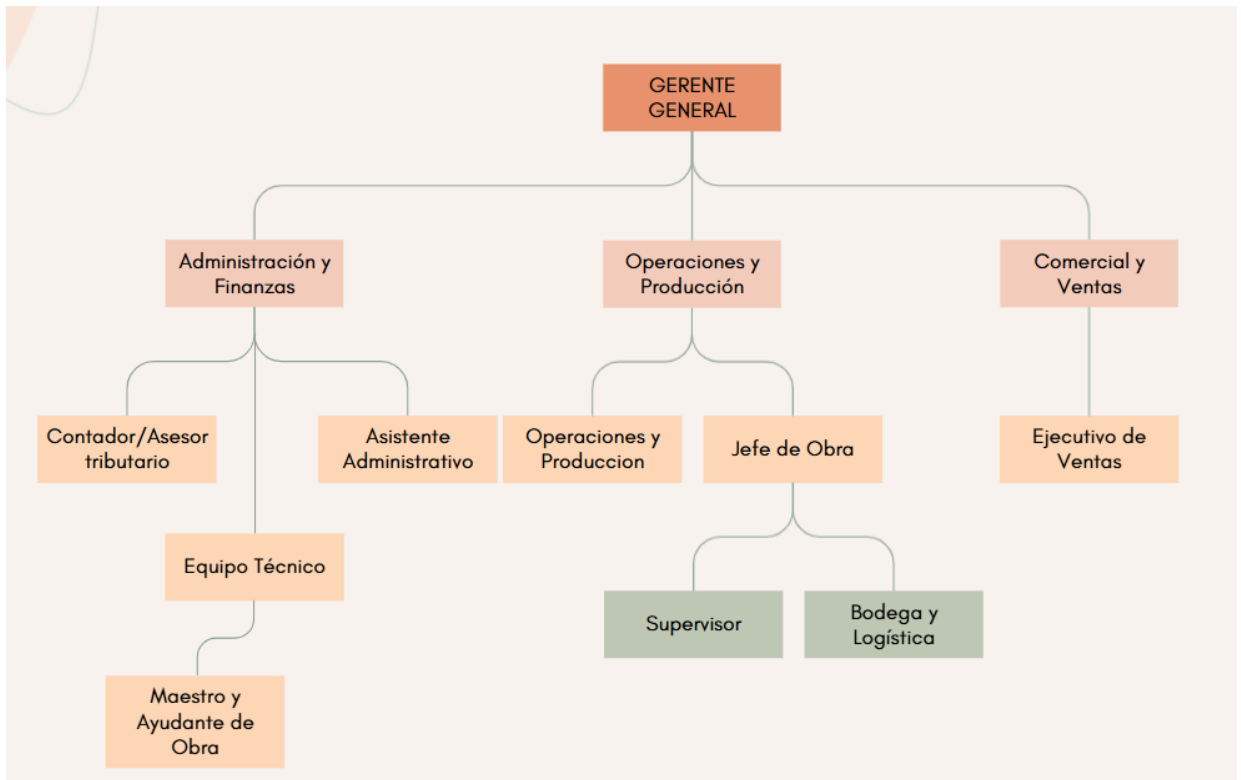 GERENTE
GENERAL
Administración y
Finanzas
Operaciones y
Producción
Comercial y
Ventas
Contador/Asesor
tributario
Asistente
Administrativo
Operaciones y
Produccion
Jefe de Obra
Ejecutivo de
Ventas
Equipo Técnico
Supervisor
Bodega y
Logística
Maestro y
Ayudante de
Obra